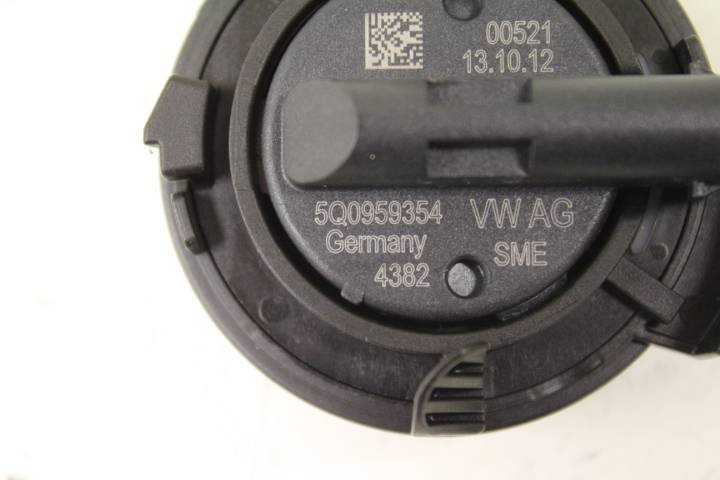 00521
13.10.12
5Q0959354 VW AG
Germany SME
4382